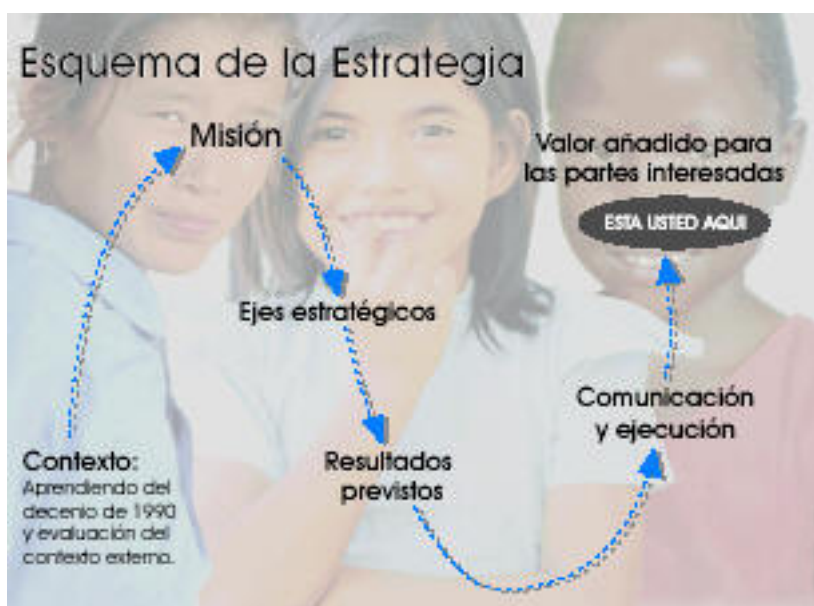 Esquema de la Estrategia
Misión
Valor añadido para
las partes interesadas
ESTA USTED AQUI
Ejes estratégicos
Comunicación
y ejecución
Contexto:
Aprendiendo del
decenio de 1990
y evaluación del
contexto externo.
Resultados
previstos